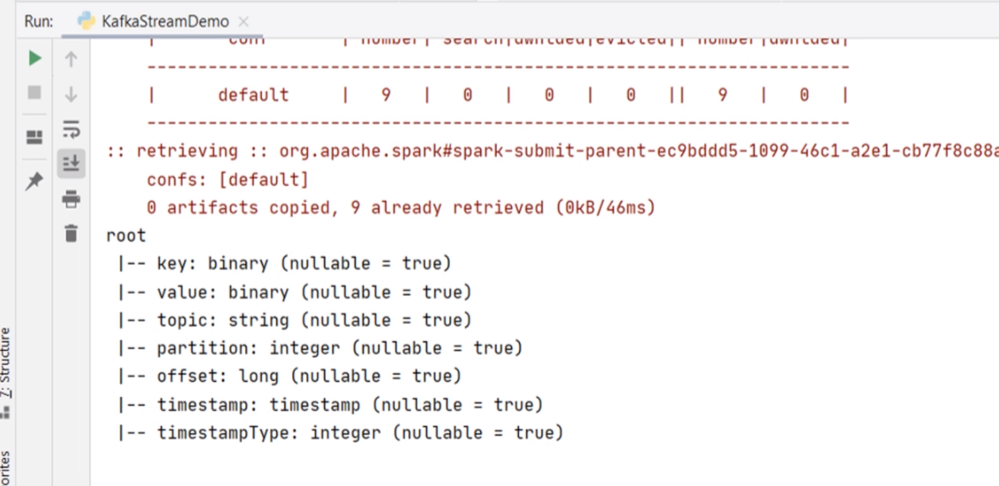 Run: KafkaStreamDemo ×
| conf | number| search|dwnlded|evicted|| number|dwnlded|
---------------------------------------------------------------------
| default | 9 | 0 | 0 | 0 || 9 | 0 |
---------------------------------------------------------------------
:: retrieving :: org.apache.spark#spark-submit-parent-ec9bddd5-1099-46c1-a2e1-cb77f8c88a
confs: [default]
0 artifacts copied, 9 already retrieved (0kB/46ms)
root
|-- key: binary (nullable = true)
|-- value: binary (nullable = true)
|-- topic: string (nullable = true)
|-- partition: integer (nullable = true)
|-- offset: long (nullable = true)
|-- timestamp: timestamp (nullable = true)
|-- timestampType: integer (nullable = true)
7: Structure
orites